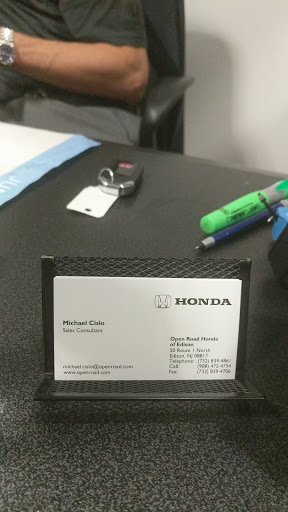 HONDA
Michael Cislo
Sales Consultant
Open Road Honda
of Edison
50 Route 1 North
Edison, NJ 08817
Telephone: (732) 839-4861
Cell: (908) 472-4754
Fax: (732) 839-4706
michael.cislo@openroad.com
www.openroad.com